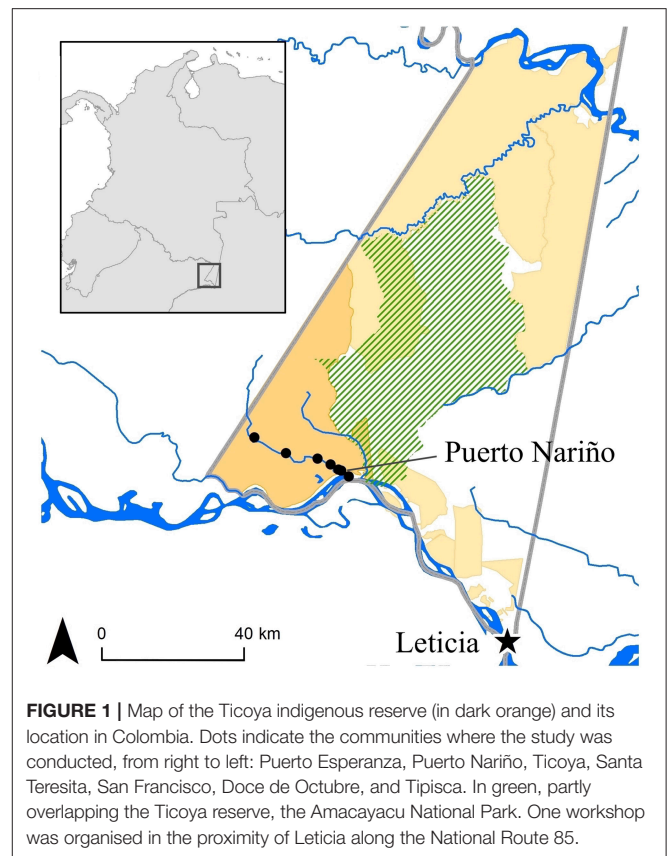 Puerto Nariño
Leticia
0 40 km
FIGURE 1 | Map of the Ticoya indigenous reserve (in dark orange) and its
location in Colombia. Dots indicate the communities where the study was
conducted, from right to left: Puerto Esperanza, Puerto Nariño, Ticoya, Santa
Teresita, San Francisco, Doce de Octubre, and Tipisca. In green, partly
overlapping the Ticoya reserve, the Amacayacu National Park. One workshop
was organised in the proximity of Leticia along the National Route 85.